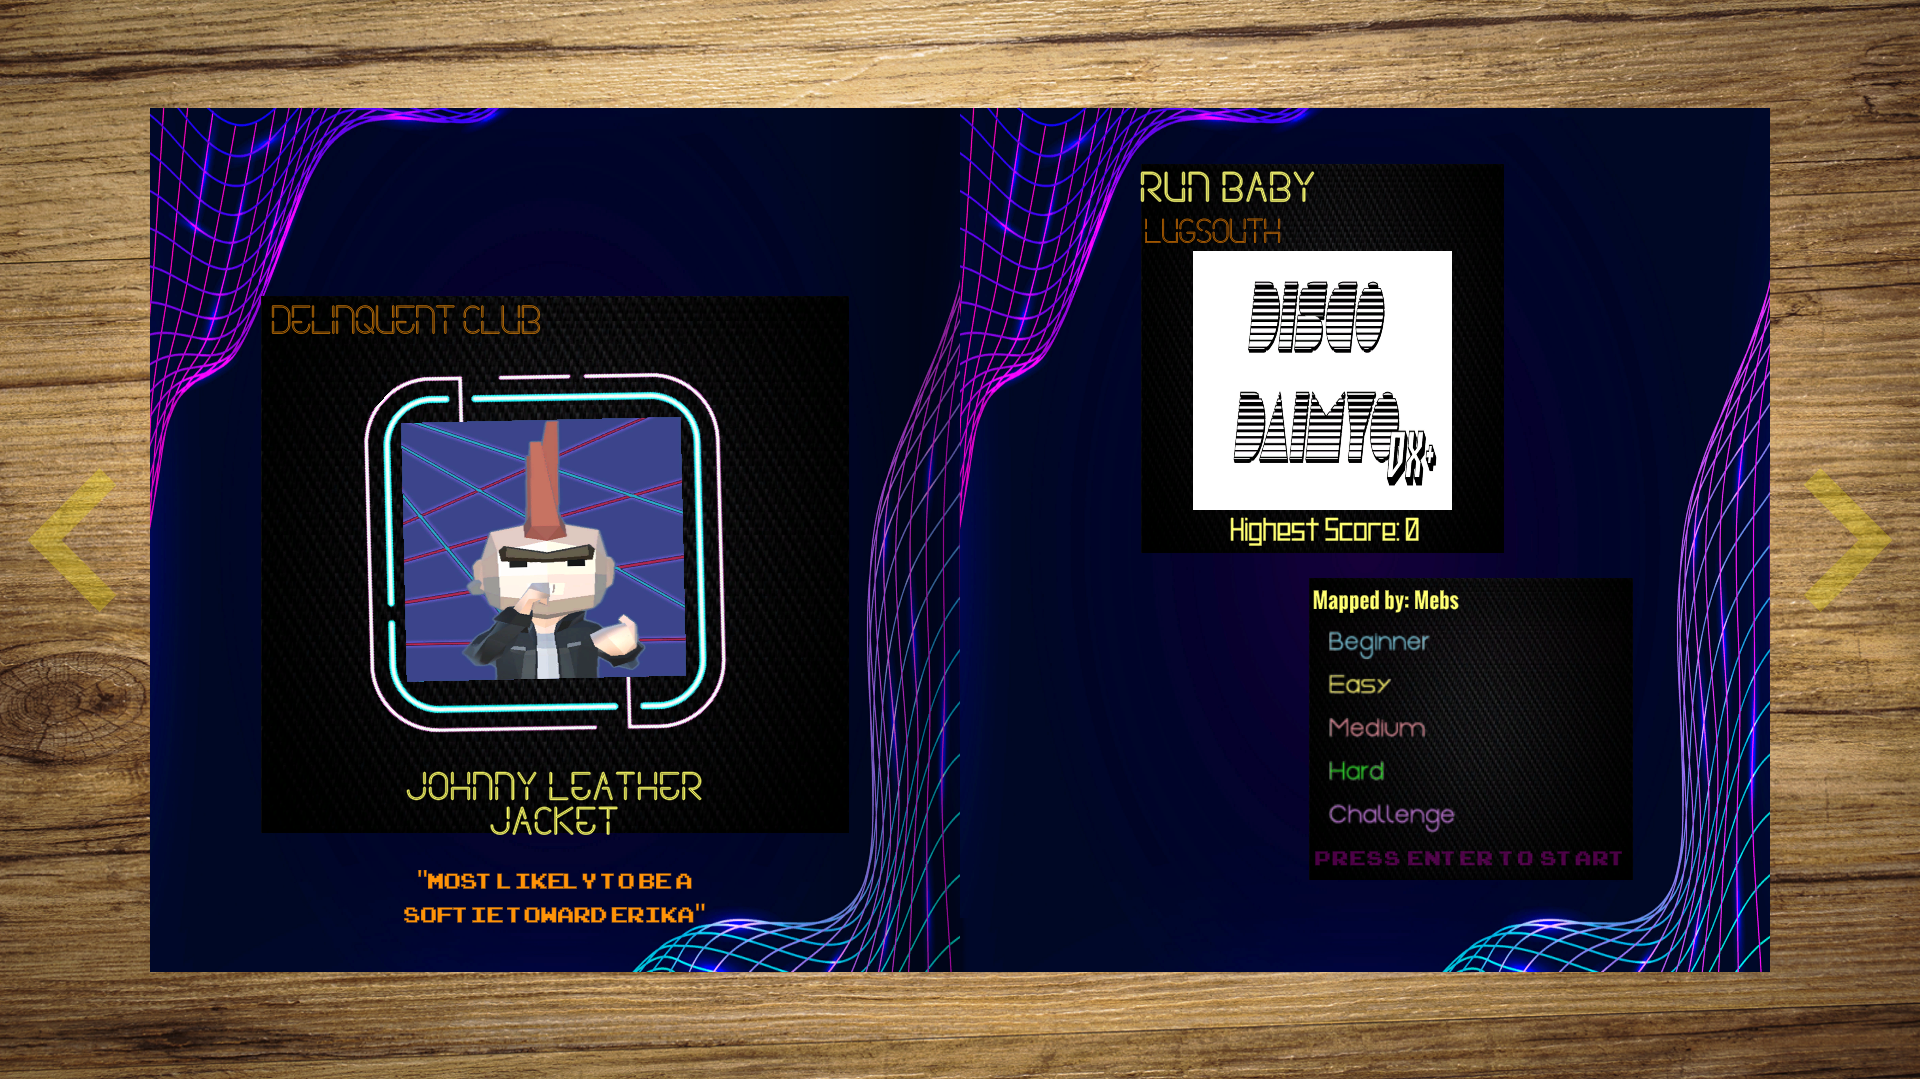 DELINQUENT CLUB
JOHNNY LEATHER
JACKET
"MOST LIKELY TO BE A
SOFTIE TOWARD ERIKA"
RUN BABY
LUGSOUTH
DISCO
DAIMYO
DX+
Highest Score: 0
Mapped by: Mebs
Beginner
Easy
Medium
Hard
Challenge
PRESS ENTER TO START